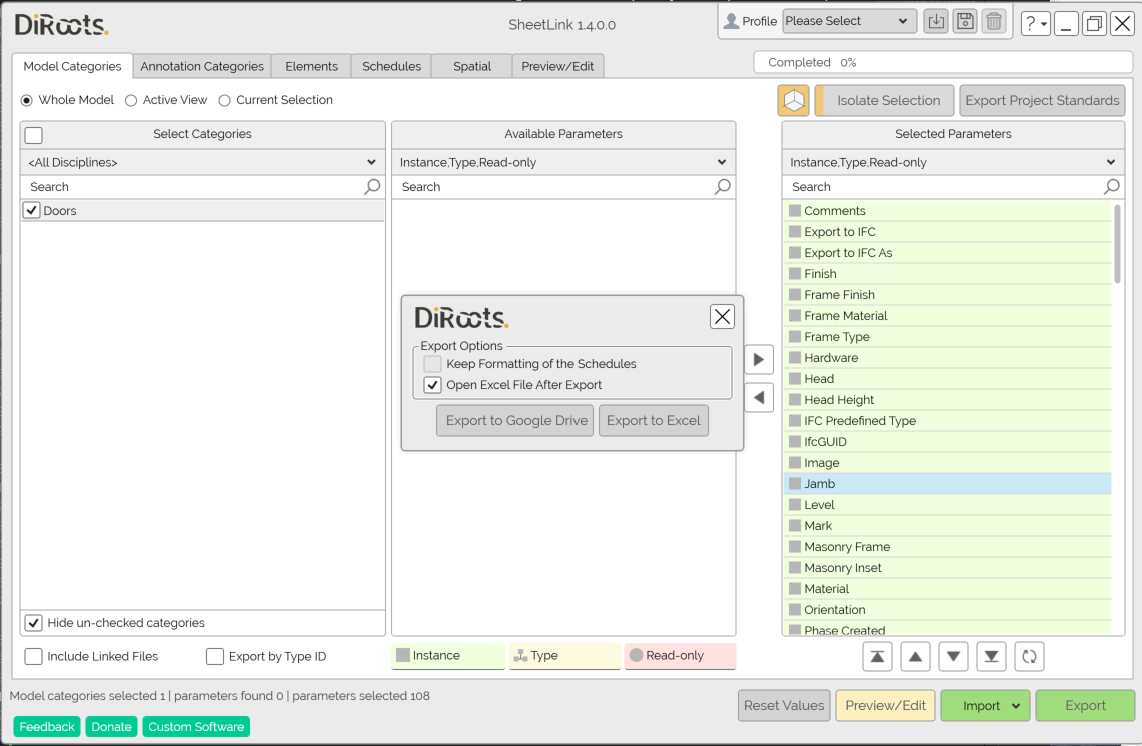 DiRoots.
SheetLink 1.4.0.0
Profile
Please Select
?
Model Categories
Annotation Categories
Elements
Schedules
Spatial
Preview/Edit
Completed 0%
Whole Model
Active View
Current Selection
Isolate Selection
Export Project Standards
Select Categories
Available Parameters
Selected Parameters
<All Disciplines>
Instance,Type,Read-only
Instance,Type,Read-only
Search
Search
Search
Doors
Comments
Export to IFC
Export to IFC As
Finish
Frame Finish
Frame Material
Frame Type
Hardware
Head
Head Height
IFC Predefined Type
IfcGUID
Image
Jamb
Level
Mark
Masonry Frame
Masonry Inset
Material
Orientation
Phase Created
DiRoots.
Export Options
Keep Formatting of the Schedules
Open Excel File After Export
Export to Google Drive
Export to Excel
Hide un-checked categories
Include Linked Files
Export by Type ID
Instance
Type
Read-only
Model categories selected 1 | parameters found 0 | parameters selected 108
Reset Values
Preview/Edit
Import
Export
Feedback
Donate
Custom Software